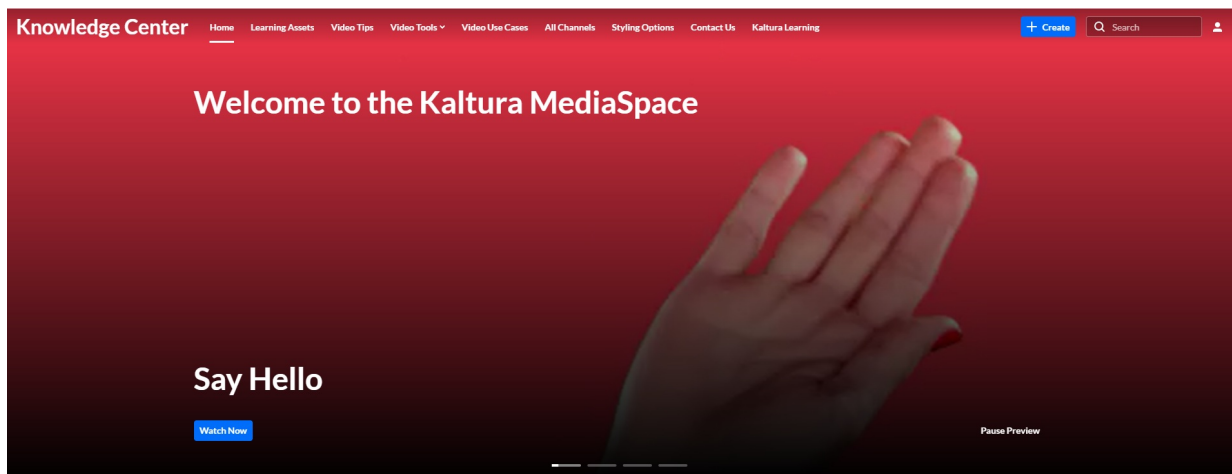 Knowledge Center Home Learning Assets Video Tips Video Tools Video Use Cases All Channels Styling Options Contact Us Kaltura Learning + Create Search
Welcome to the Kaltura MediaSpace
Say Hello
Watch Now Pause Preview